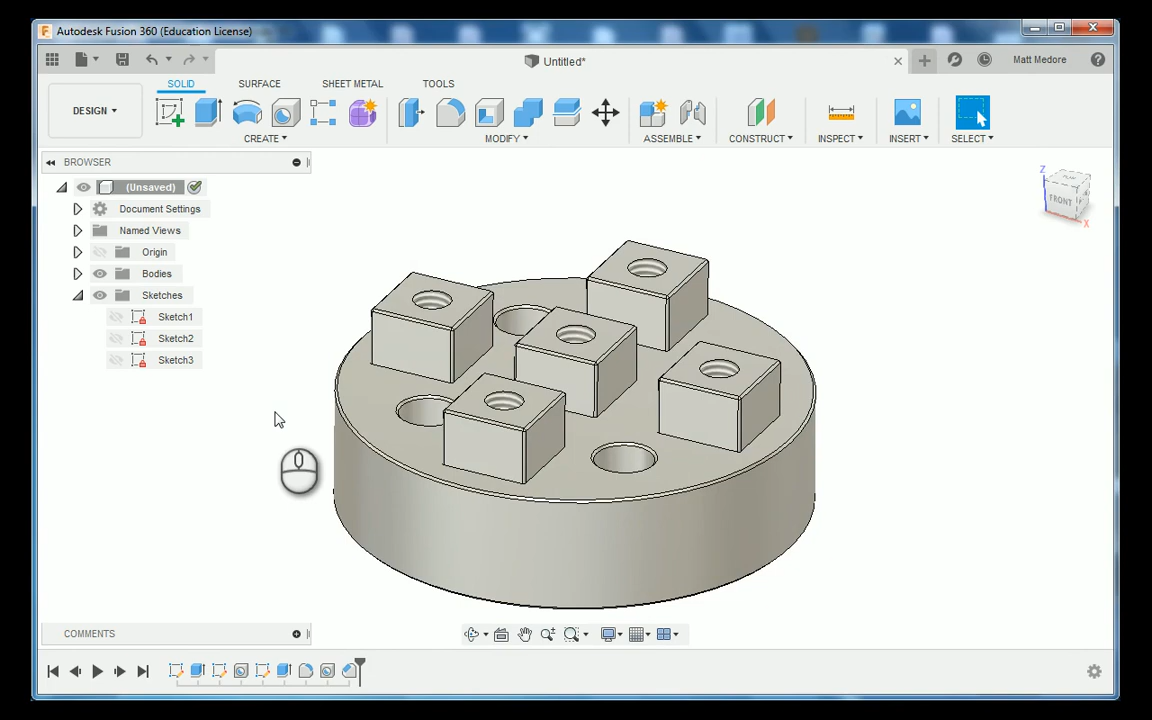 Autodesk Fusion 360 (Education License)
Untitled*
Matt Medore
SOLID SURFACE SHEET METAL TOOLS
DESIGN
CREATE MODIFY ASSEMBLE CONSTRUCT INSPECT INSERT SELECT
BROWSER
(Unsaved)
Document Settings
Named Views
Origin
Bodies
Sketches
Sketch1
Sketch2
Sketch3
Z
FRONT
X
COMMENTS